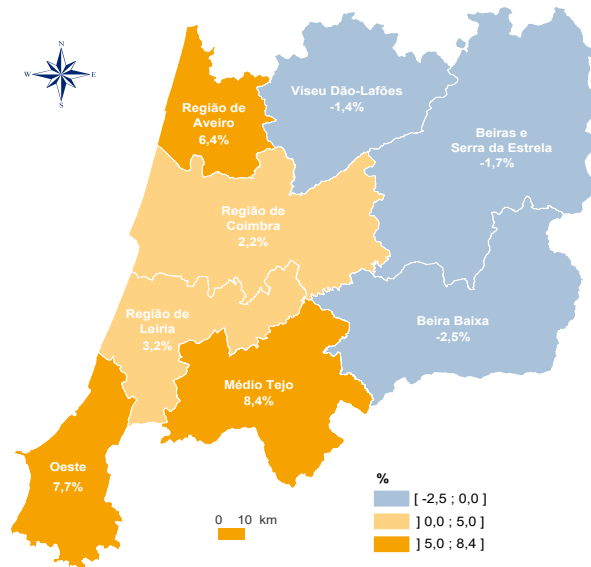 N
W E
S
Viseu Dão-Lafões
-1,4%
Região de
Aveiro
6,4%
Beiras e
Serra da Estrela
-1,7%
Região de
Coimbra
2,2%
Região de
Leiria
3,2%
Beira Baixa
-2,5%
Médio Tejo
8,4%
Oeste
7,7%
%
[ -2,5 ; 0,0 ]
] 0,0 ; 5,0 ]
] 5,0 ; 8,4 ]
0 10 km